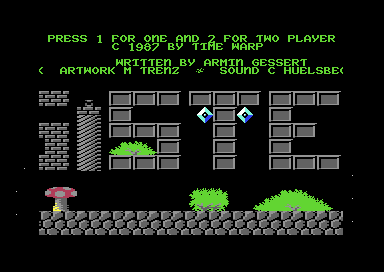 PRESS 1 FOR ONE AND 2 FOR TWO PLAYER
C 1987 BY TIME WARP
WRITTEN BY ARMIN GESSERT
ARTWORK M TRENZ * SOUND C HUELSBE